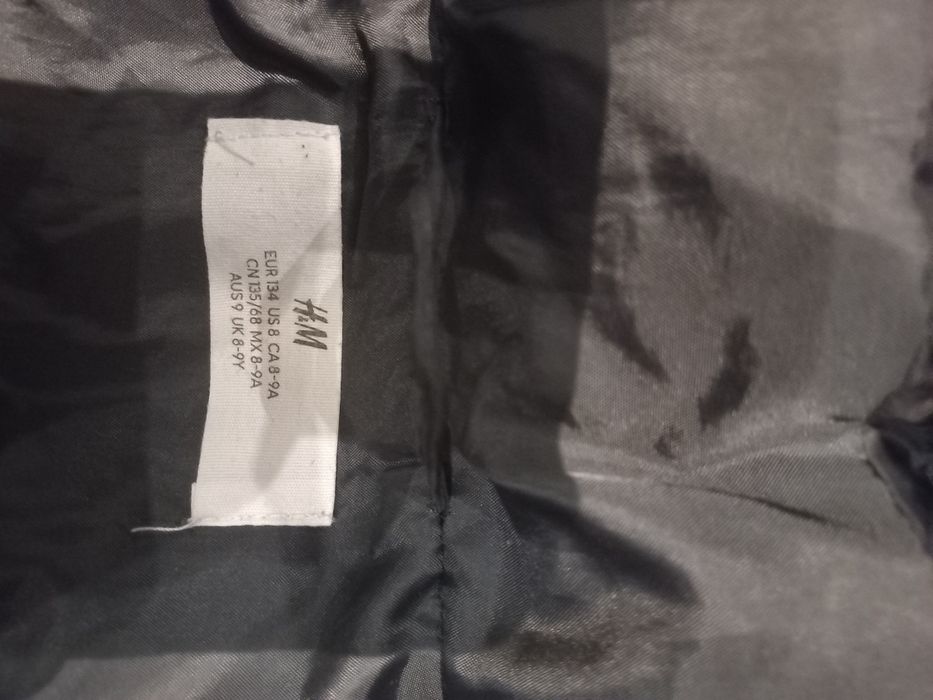 H&M
EUR 134 US 8 CA 8-9A
CN 135/68 MX 8-9A
AUS 9 UK 8-9Y